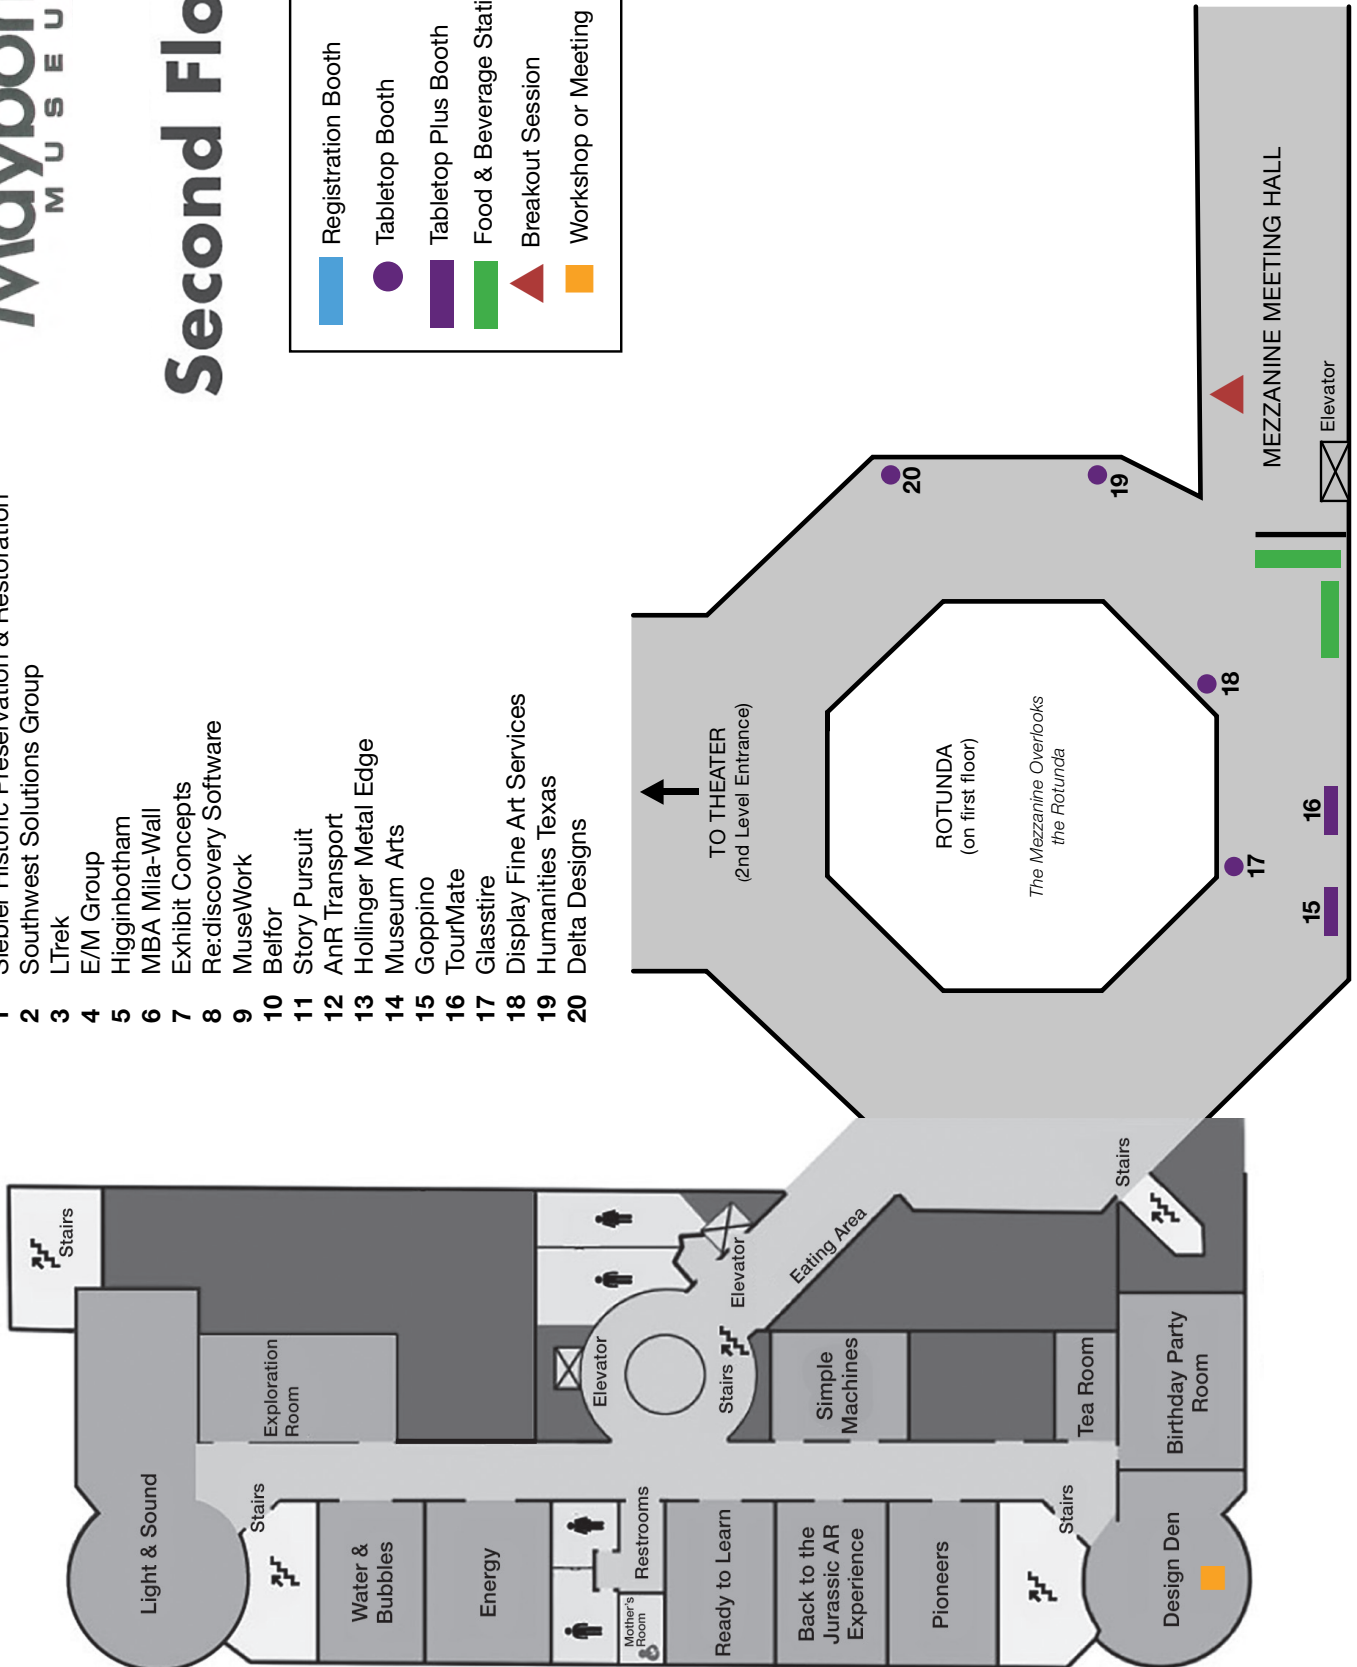 MUSEU
Second Flo
Registration Booth
Tabletop Booth
Tabletop Plus Booth
Food & Beverage Stati
Breakout Session
Workshop or Meeting
2 Southwest Solutions Group
3 LTrek
4 E/M Group
5 Higginbotham
6 MBA Mila-Wall
7 Exhibit Concepts
8 Re:discovery Software
9 MuseWork
10 Belfor
11 Story Pursuit
12 AnR Transport
13 Hollinger Metal Edge
14 Museum Arts
15 Goppino
16 TourMate
17 Glasstire
18 Display Fine Art Services
19 Humanities Texas
20 Delta Designs
TO THEATER
(2nd Level Entrance)
20
19
MEZZANINE MEETING HALL
Elevator
ROTUNDA
(on first floor)
The Mezzanine Overlooks
the Rotunda
18
17
16
15
Stairs
Exploration
Room
Elevator
Elevator
Eating Area
Stairs
Stairs
Simple
Machines
Tea Room
Birthday Party
Room
Light & Sound
Stairs
Water &
Bubbles
Energy
Restrooms
Mother's
Room
Ready to Learn
Back to the
Jurassic AR
Experience
Pioneers
Stairs
Design Den